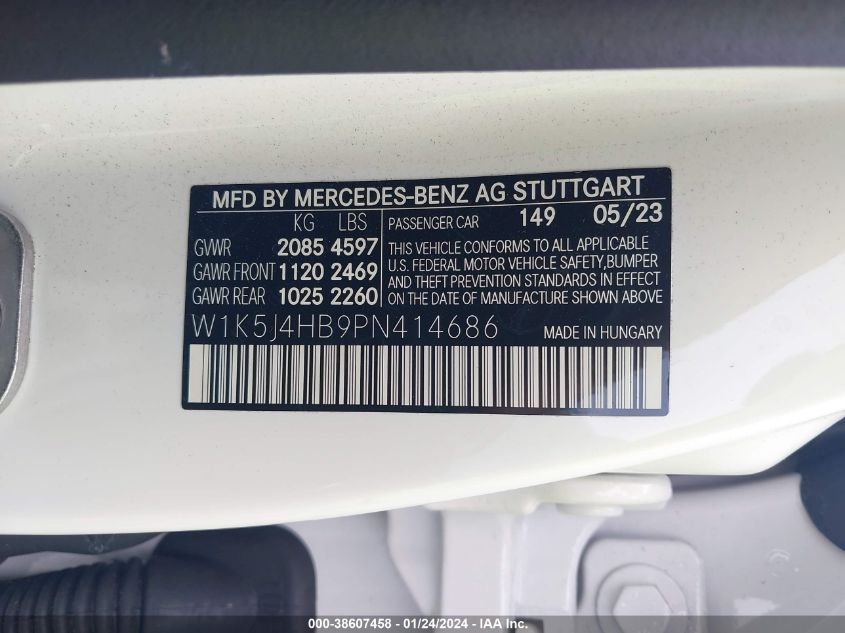 MFD BY MERCEDES-BENZ AG STUTTGART
KG LBS
GVWR 2085 4597
GAWR FRONT 1120 2469
GAWR REAR 1025 2260
PASSENGER CAR 149 05/23
THIS VEHICLE CONFORMS TO ALL APPLICABLE
U.S. FEDERAL MOTOR VEHICLE SAFETY,BUMPER
AND THEFT PREVENTION STANDARDS IN EFFECT
ON THE DATE OF MANUFACTURE SHOWN ABOVE
W1K5J4HB9PN414686 MADE IN HUNGARY
000-38607458 - 01/24/2024 - IAA Inc.